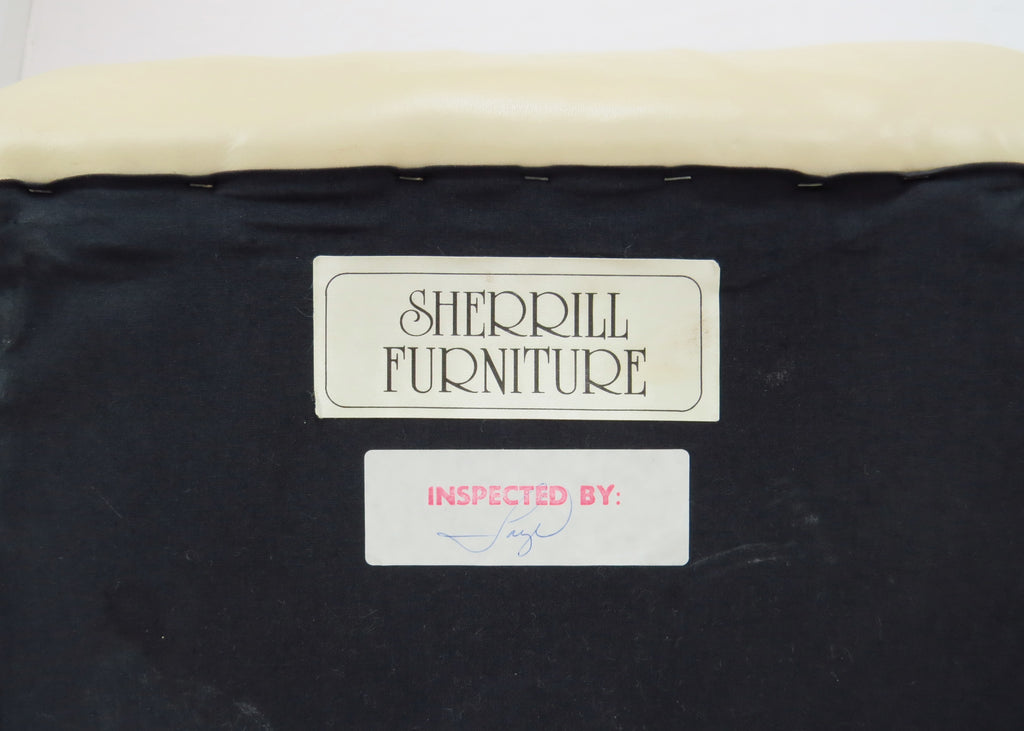 SHERRILL
FURNITURE
INSPECTED BY: